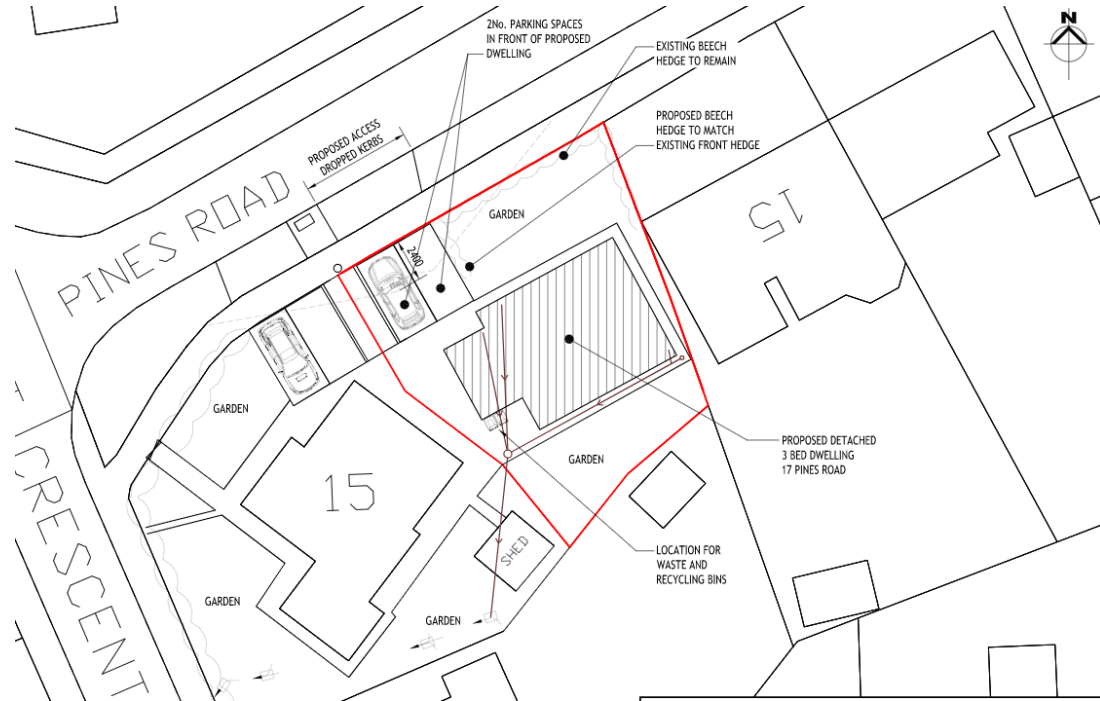 2No. PARKING SPACES
IN FRONT OF PROPOSED
DWELLING
EXISTING BEECH
HEDGE TO REMAIN
N
PROPOSED BEECH
HEDGE TO MATCH
EXISTING FRONT HEDGE
PROPOSED ACCESS
DROPPED KERBS
PINES ROAD
GARDEN
15
2400
GARDEN
15
GARDEN
PROPOSED DETACHED
3 BED DWELLING
17 PINES ROAD
CRESCENT
SHED
LOCATION FOR
WASTE AND
RECYCLING BINS
GARDEN
GARDEN